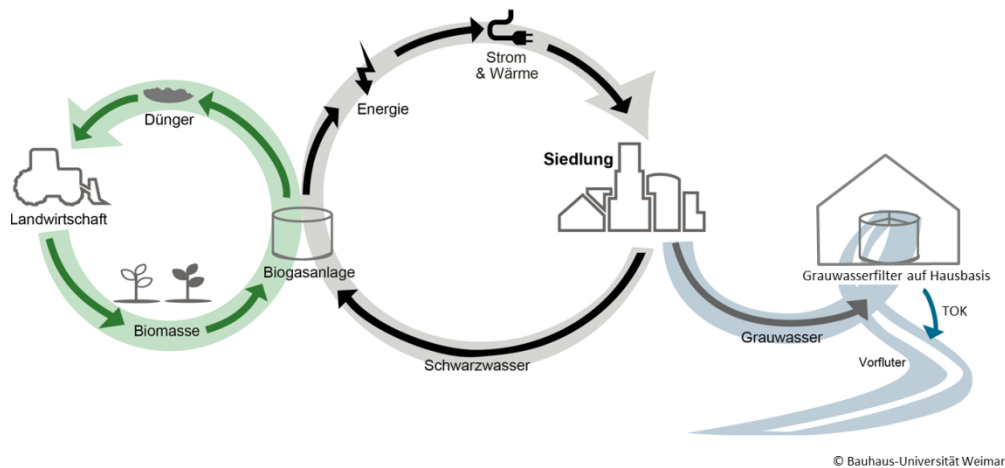 Strom
& Wärme
Energie
Dünger
Siedlung
Landwirtschaft
Biogasanlage
Grauwasserfilter auf Hausbasis
TOK
Biomasse
Grauwasser
Schwarzwasser
Vorfluter
© Bauhaus-Universität Weimar